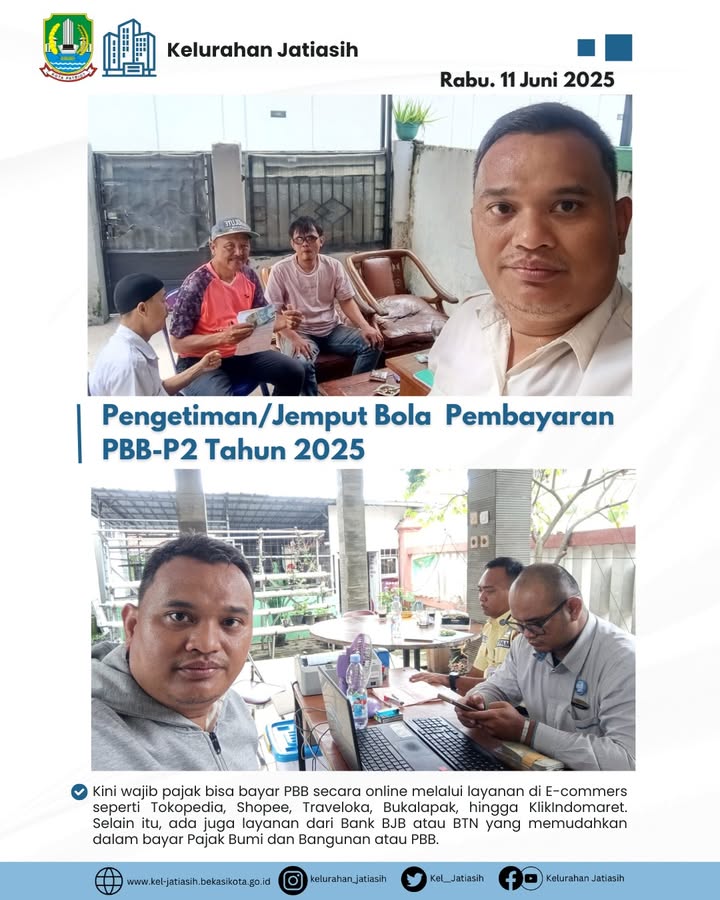 KOTA PATRIOT
Kelurahan Jatiasih
Rabu. 11 Juni 2025
Pengetiman/Jemput Bola Pembayaran
PBB-P2 Tahun 2025
Kini wajib pajak bisa bayar PBB secara online melalui layanan di E-commers
seperti Tokopedia, Shopee, Traveloka, Bukalapak, hingga KlikIndomaret.
Selain itu, ada juga layanan dari Bank BJB atau BTN yang memudahkan
dalam bayar Pajak Bumi dan Bangunan atau PBB.
www.kel-jatiasih.bekasikota.go.id
kelurahan_jatiasih
Kel__Jatiasih
Kelurahan Jatiasih